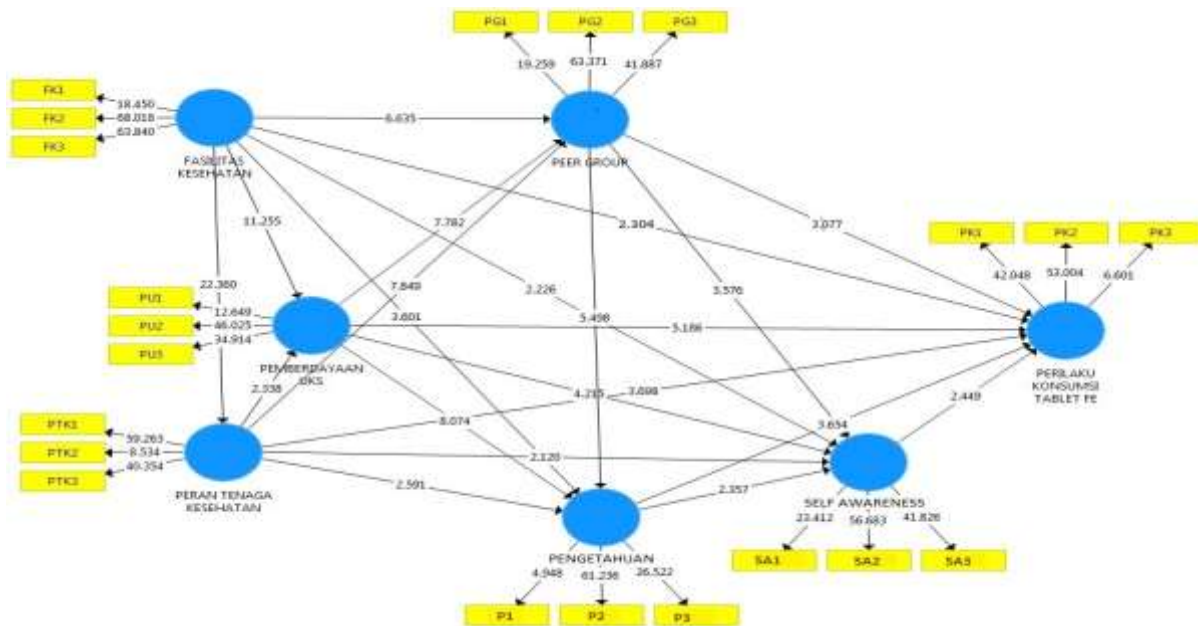 PG1 PG2 PG3
19.259 63.371 41.887
FK1
FK2
FK3
18.450
68.018
63.840
FASILITAS
KESEHATAN
6.635
PEER GROUP
11.255
7.782
2.304
3.077
PK1 PK2 PK3
42.048 53.004 6.601
22.360
7.849
2.226
3.576
PU1
PU2
PU3
12.649
46.025
34.914
3.601
5.498
5.188
PEMBERDAYAAN
UKS
PERILAKU
KONSUMSI
TABLET FE
2.338
4.215
3.698
2.449
PTK1
PTK2
PTK3
59.263
8.534
40.354
8.074
3.634
PERAN TENAGA
KESEHATAN
2.591
2.120
2.357
SELF AWARENESS
23.412 56.683 41.826
PENGETAHUAN
4.948 61.236 26.522
SA1 SA2 SA3
P1 P2 P3